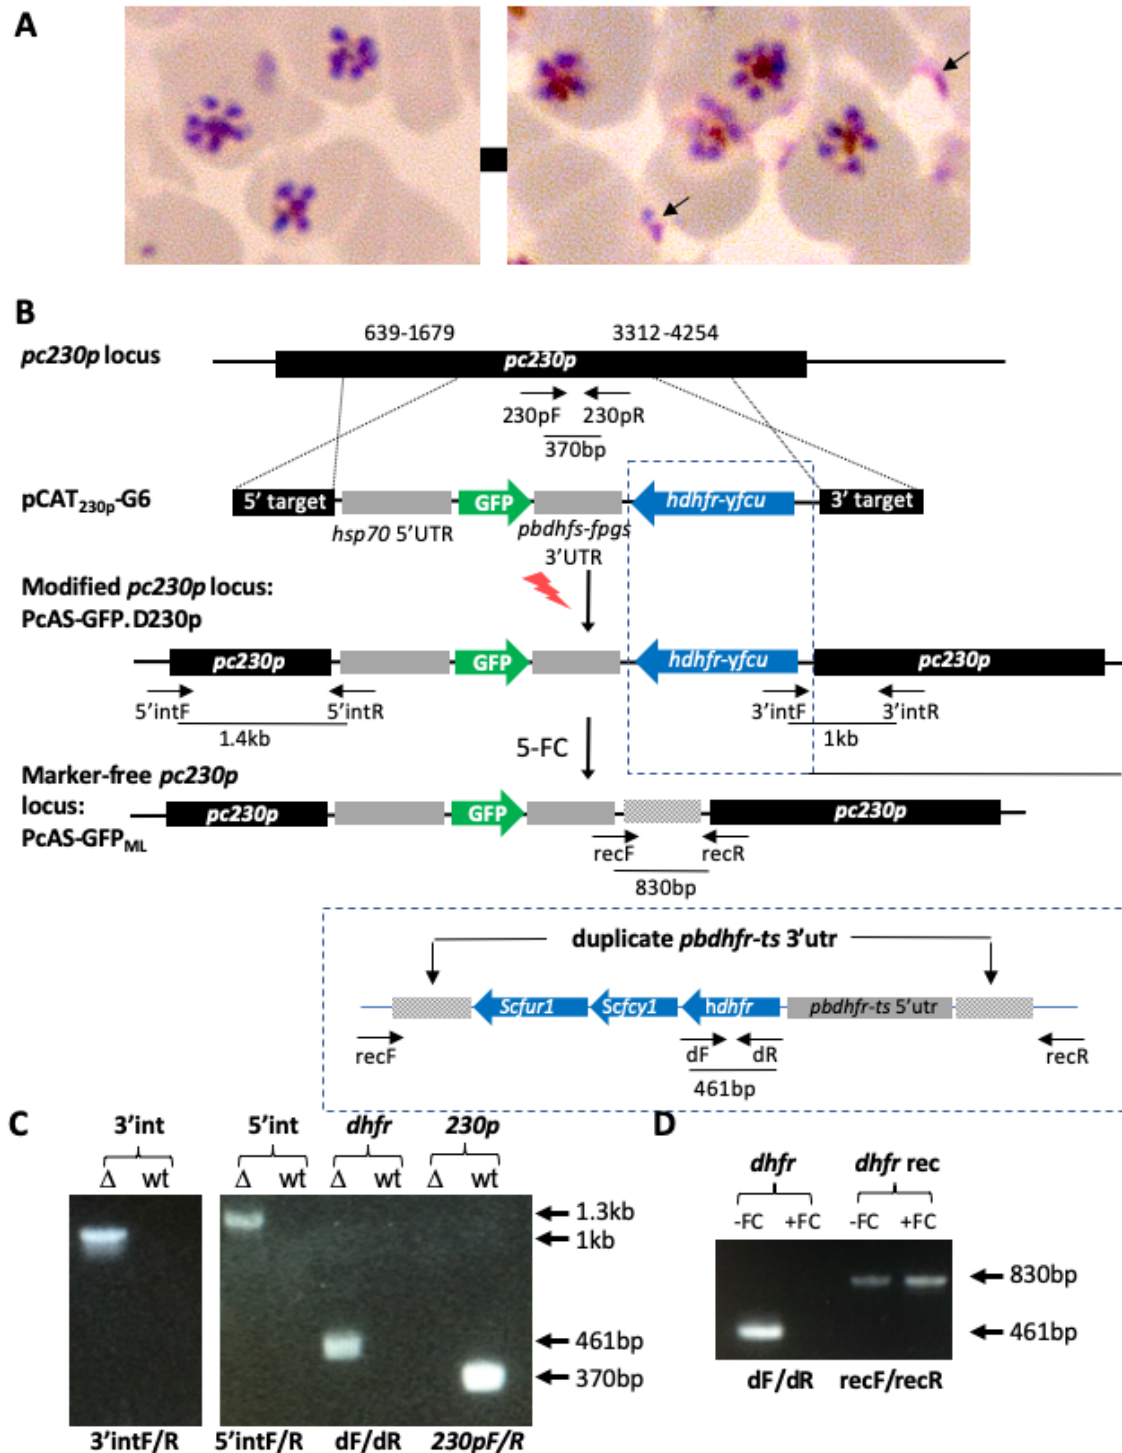 A
B
639-1679 3312-4254
pc230p locus
pc230p
230pF 230pR
370bp
pCAT230p-G6
5' target
GFP
hdhfr-yfcu
3' target
hsp70 5'UTR
pbdhfs-fpgs
3'UTR
Modified pc230p locus:
PcAS-GFP.D230p
pc230p
GFP
hdhfr-yfcu
pc230p
5'intF
5'intR
3'intF
3'intR
1.4kb
1kb
5-FC
Marker-free pc230p
locus:
PcAS-GFPML
pc230p
GFP
pc230p
recF
recR
830bp
duplicate pbdhfr-ts 3'utr
Scfur1
Scfcy1
hdhfr
pbdhfr-ts 5'utr
recF
dF
dR
recR
461bp
C
3'int 5'int dhfr 230p
Δ wt Δ wt Δ wt Δ wt
1.3kb
1kb
461bp
370bp
3'intF/R 5'intF/R dF/dR 230pF/R
D
dhfr dhfr rec
-FC +FC -FC +FC
830bp
461bp
dF/dR recF/recR